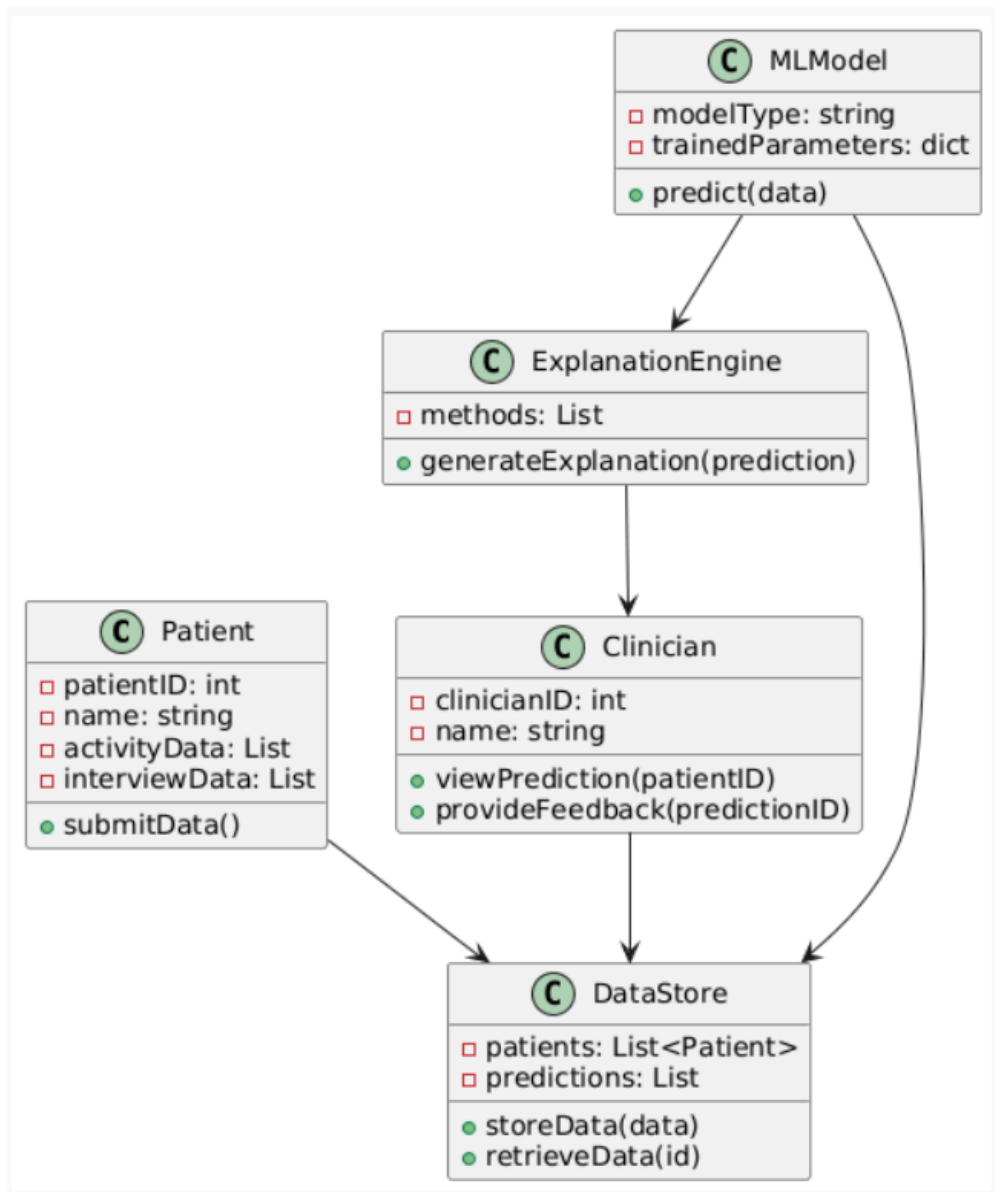 C MLModel
modelType: string
trainedParameters: dict
predict(data)
C ExplanationEngine
methods: List
generateExplanation(prediction)
C Patient
patientID: int
name: string
activityData: List
interviewData: List
submitData()
C Clinician
clinicianID: int
name: string
viewPrediction(patientID)
provideFeedback(predictionID)
C DataStore
patients: List<Patient>
predictions: List
storeData(data)
retrieveData(id)